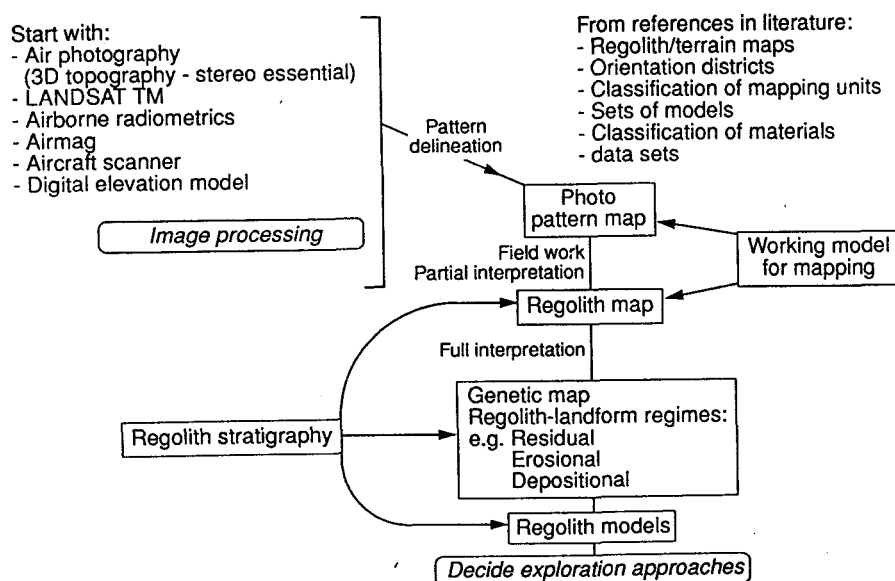 Start with:
- Air photography
(3D topography - stereo essential)
- LANDSAT TM
- Airborne radiometrics
- Airmag
- Aircraft scanner
- Digital elevation model
Image processing
Pattern
delineation
From references in literature:
- Regolith/terrain maps
- Orientation districts
- Classification of mapping units
- Sets of models
- Classification of materials
- data sets
Photo
pattern map
Field work
Partial interpretation
Working model
for mapping
Regolith map
Full interpretation
Genetic map
Regolith-landform regimes:
e.g. Residual
Erosional
Depositional
Regolith stratigraphy
Regolith models
Decide exploration approaches